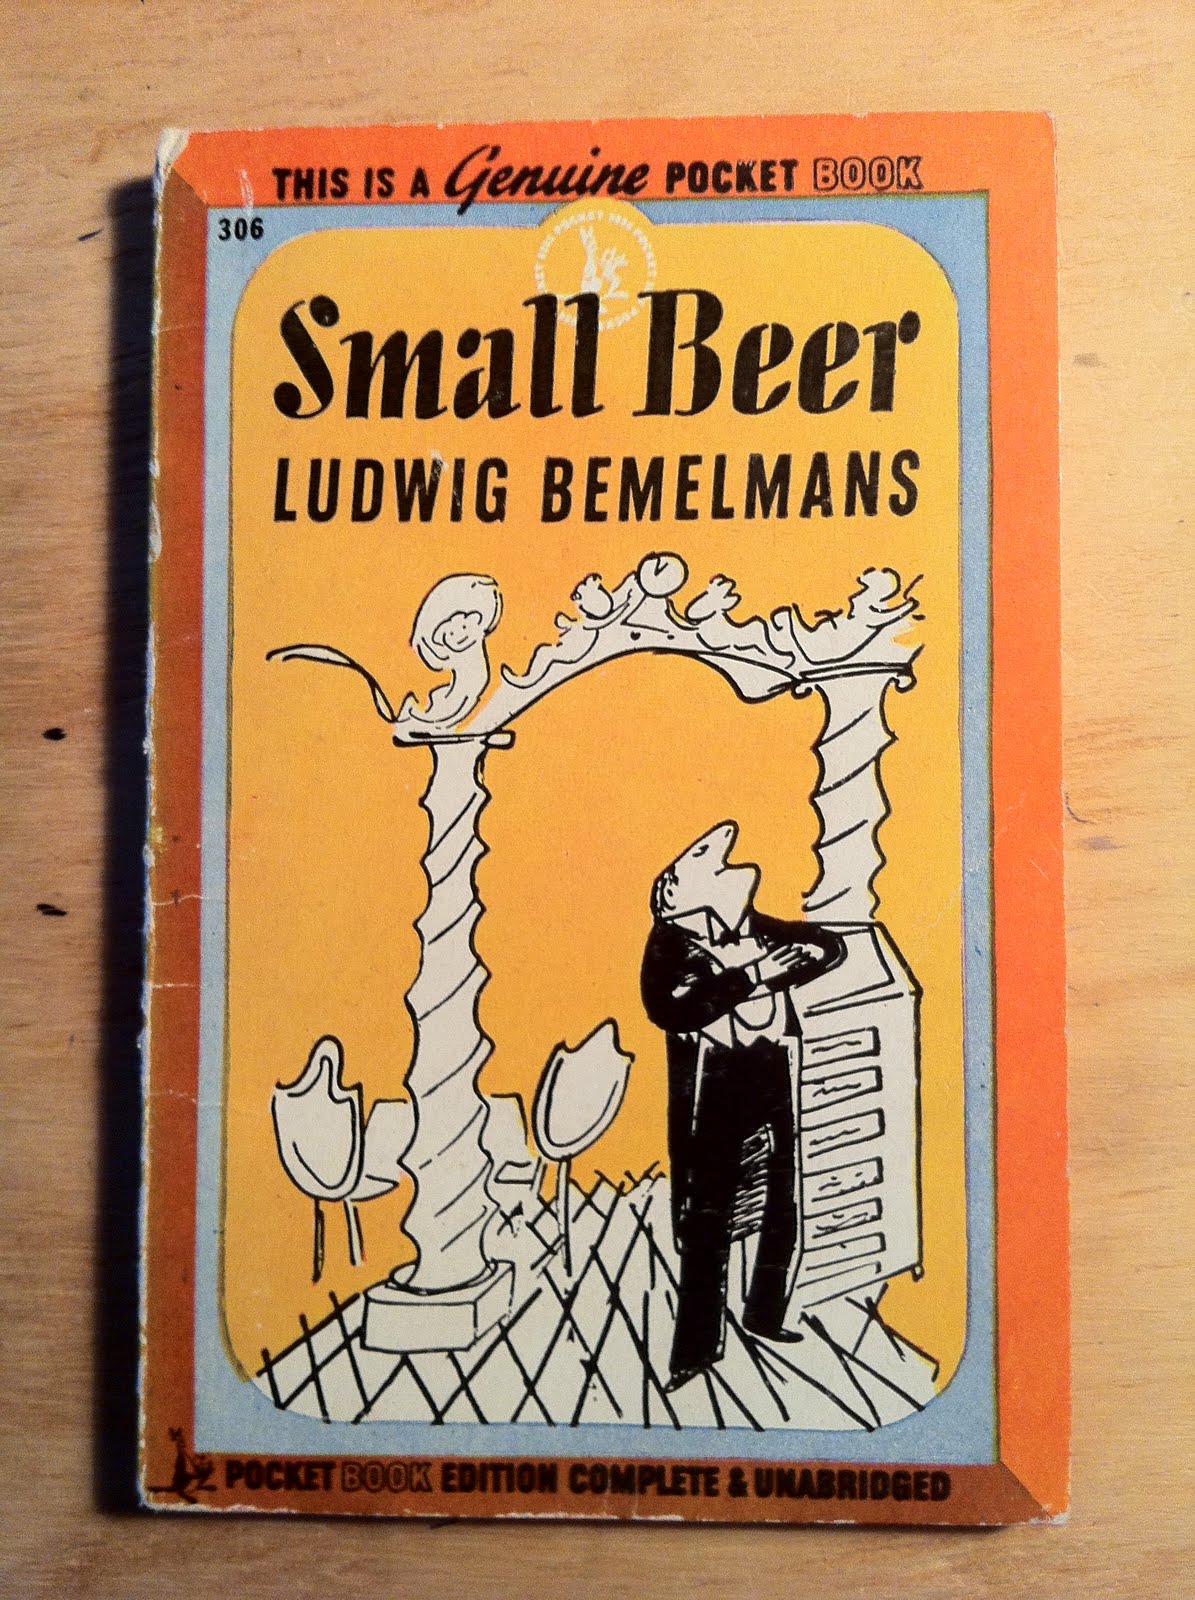 THIS IS A Genuine POCKET BOOK
306
Small Beer
LUDWIG BEMELMANS
POCKET BOOK EDITION COMPLETE & UNABRIDGED